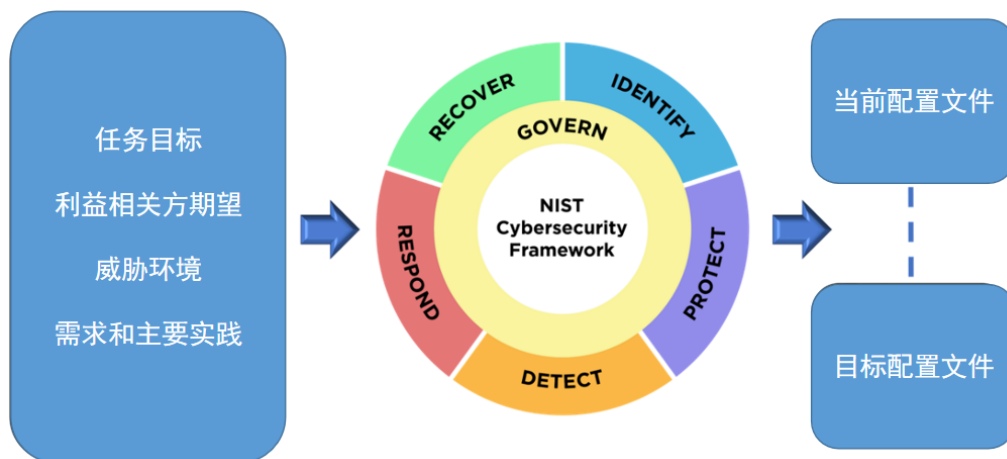 任务目标
利益相关方期望
威胁环境
需求和主要实践
RECOVER
IDENTIFY
GOVERN
NIST
Cybersecurity
Framework
RESPOND
PROTECT
DETECT
当前配置文件
目标配置文件